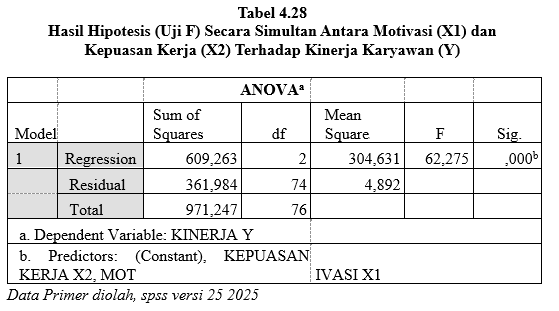 Tabel 4.28
Hasil Hipotesis (Uji F) Secara Simultan Antara Motivasi (X1) dan
Kepuasan Kerja (X2) Terhadap Kinerja Karyawan (Y)
ANOVAa
Model Sum of Squares df Mean Square F Sig.
1 Regression 609,263 2 304,631 62,275 ,000b
Residual 361,984 74 4,892
Total 971,247 76
a. Dependent Variable: KINERJA Y
b. Predictors: (Constant), KEPUASAN
KERJA X2, MOT IVASI X1
Data Primer diolah, spss versi 25 2025